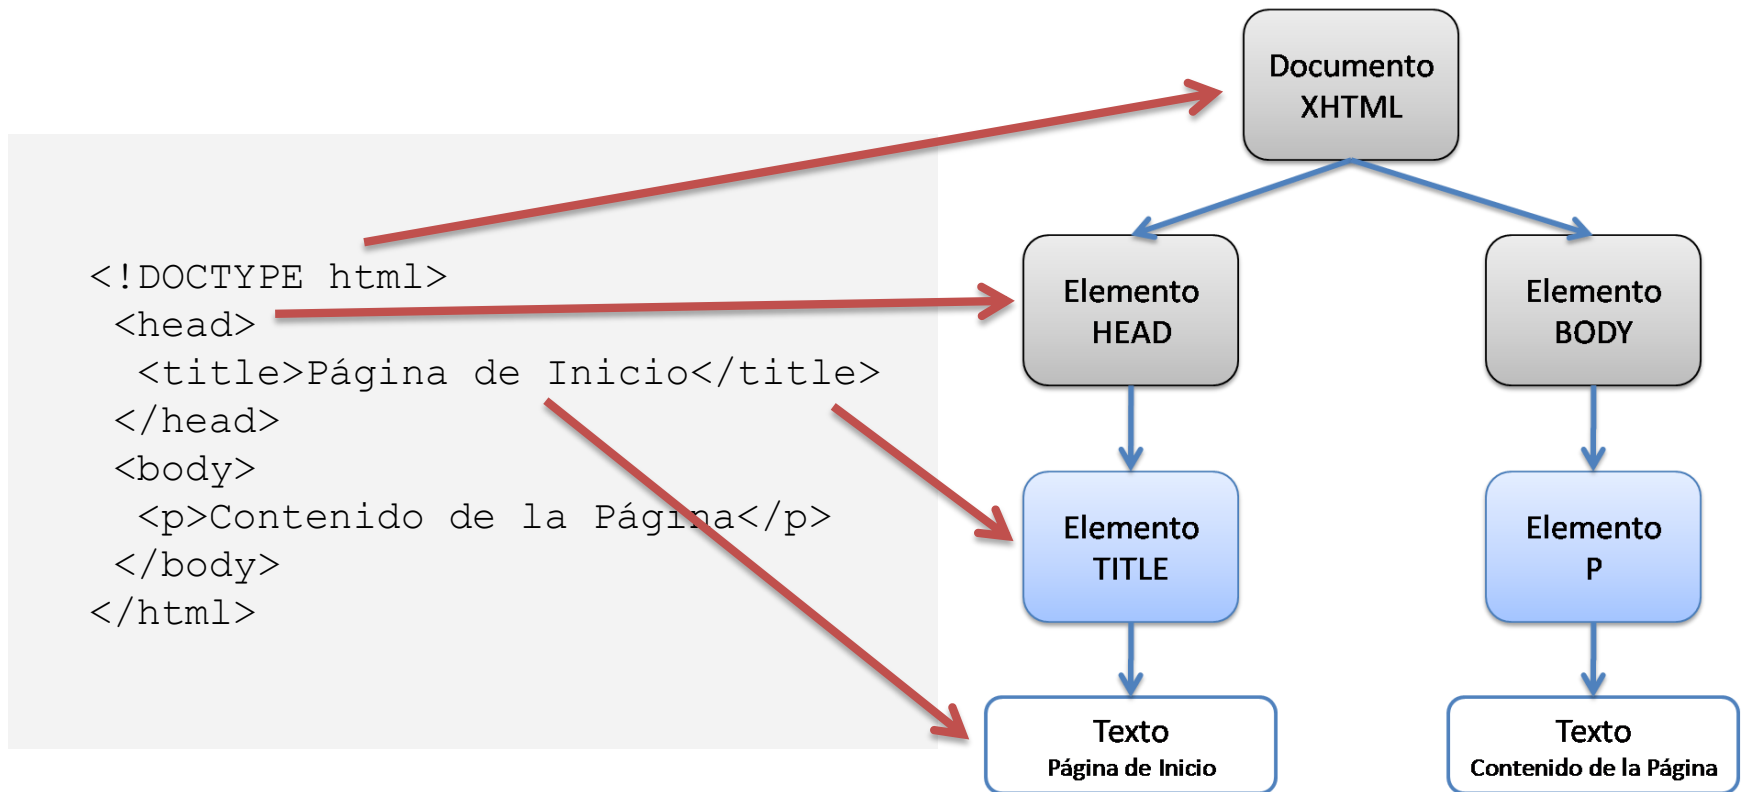 <!DOCTYPE html>
<head>
<title>Página de Inicio</title>
</head>
<body>
<p>Contenido de la Página</p>
</body>
</html>
Documento
XHTML
Elemento
HEAD
Elemento
BODY
Elemento
TITLE
Elemento
P
Texto
Página de Inicio
Texto
Contenido de la Página